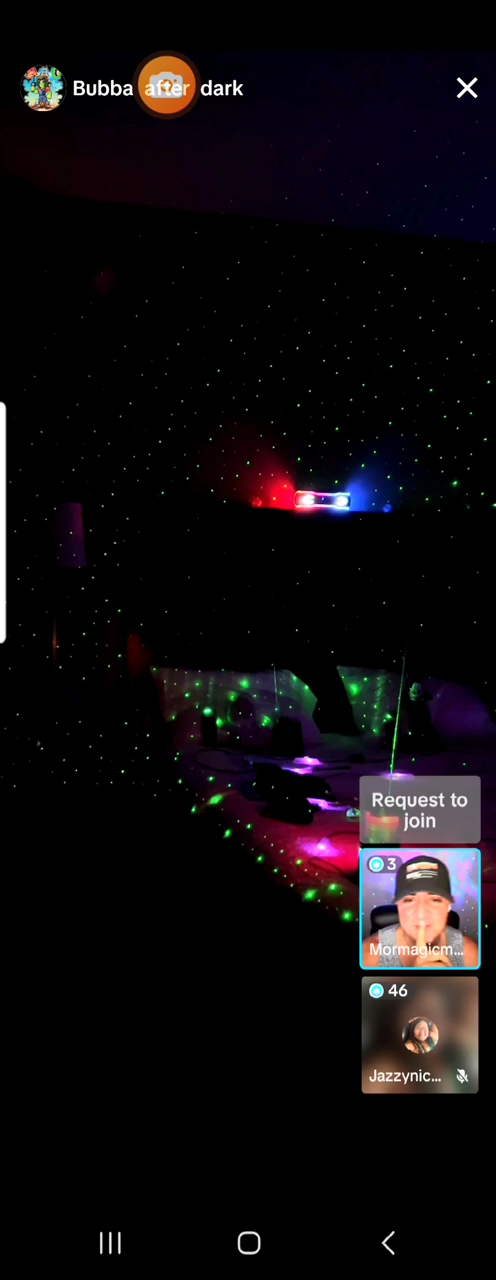 Bubba after dark
Request to
join
3
Mormagicm...
46
Jazzynic...